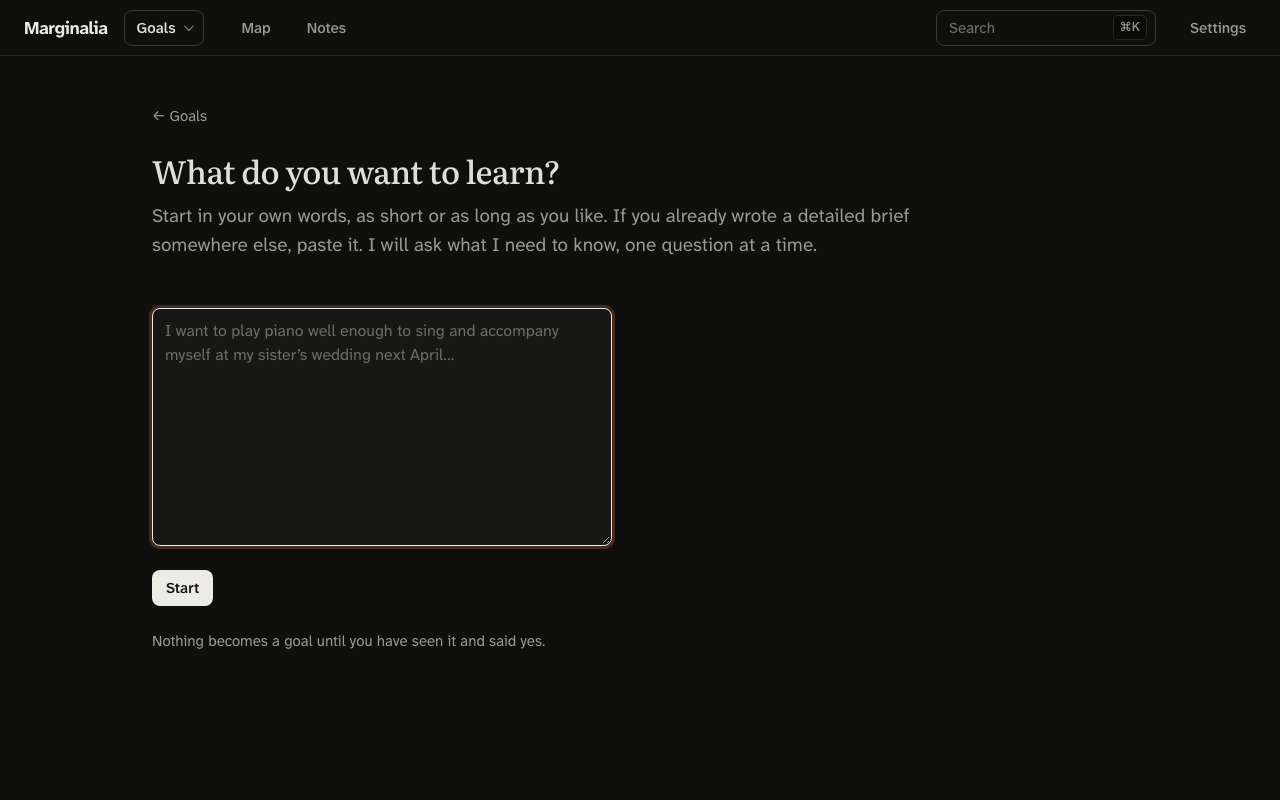 Marginalia
Goals
Map
Notes
Search
⌘K
Settings
← Goals
What do you want to learn?
Start in your own words, as short or as long as you like. If you already wrote a detailed brief
somewhere else, paste it. I will ask what I need to know, one question at a time.
I want to play piano well enough to sing and accompany
myself at my sister’s wedding next April…
Start
Nothing becomes a goal until you have seen it and said yes.